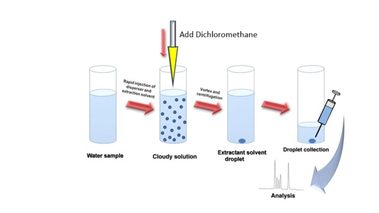 Add Dichloromethane
Rapid injection of
disperser and
extraction solvent
Vortex and
centrifugation
Water sample
Cloudy solution
Extractant solvent
droplet
Droplet collection
Analysis